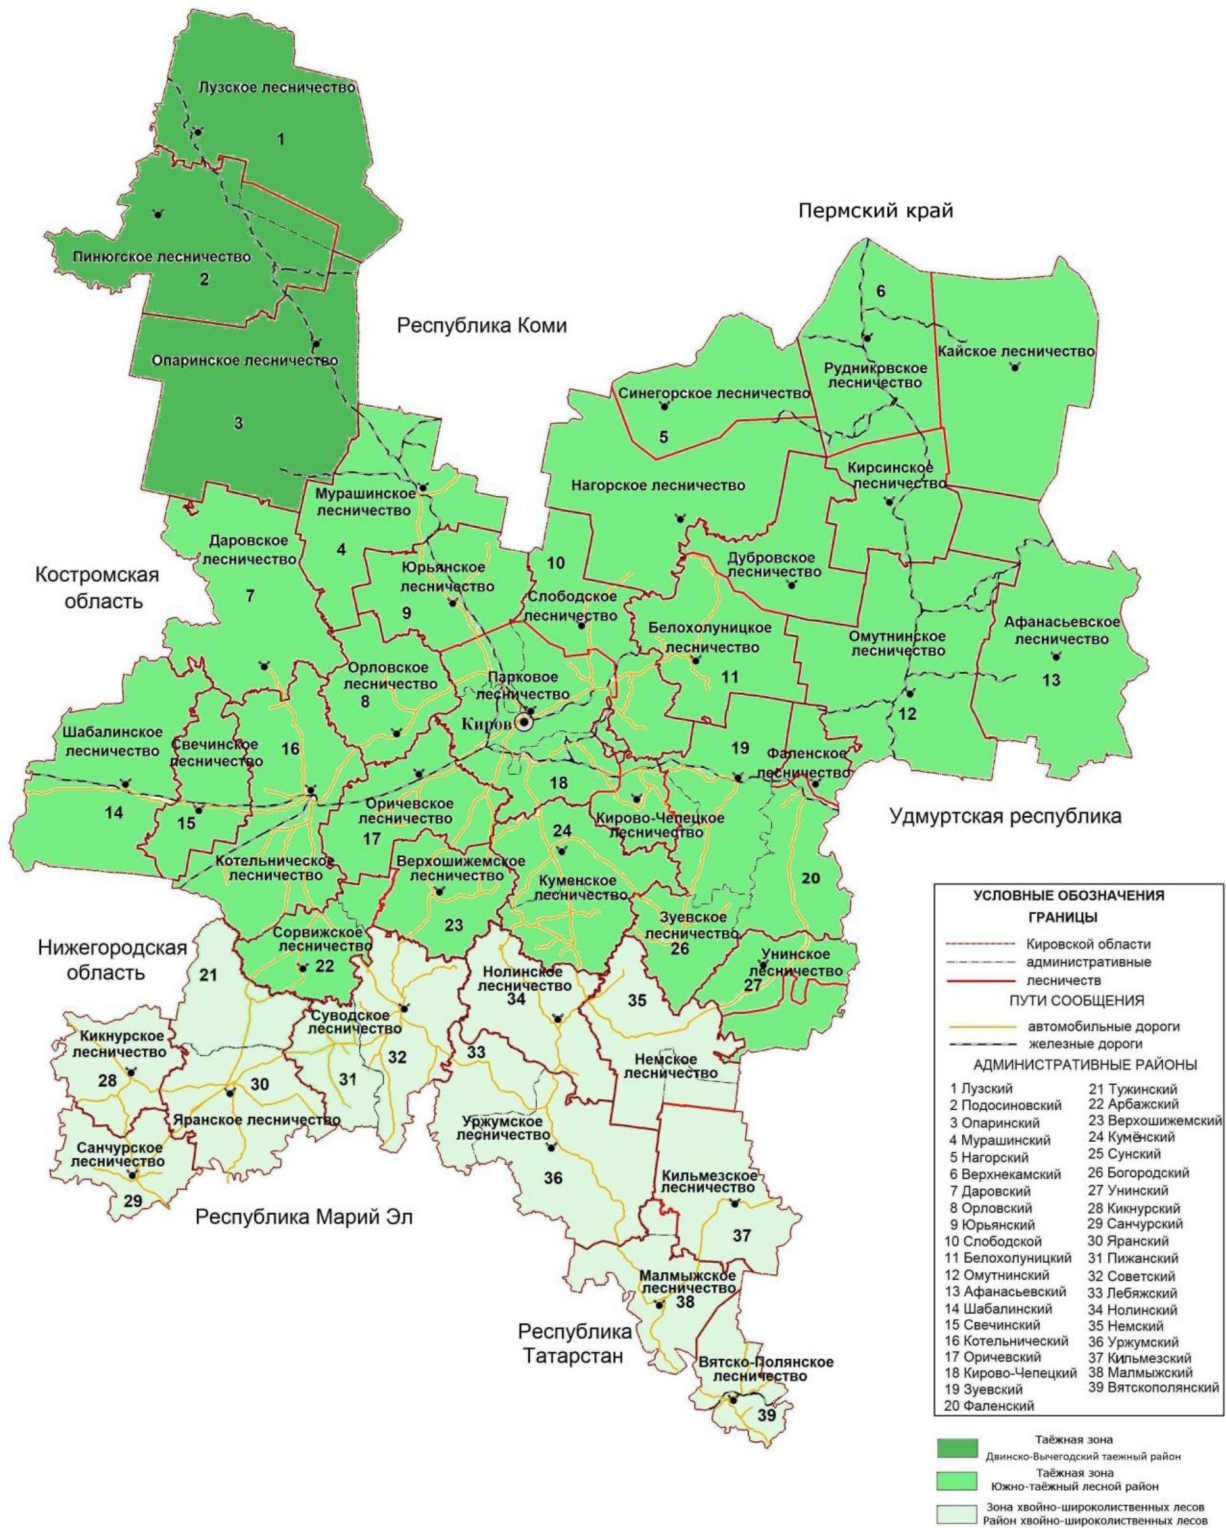 Лузское лесничество
1
Пермский край
Пинюгское лесничество
2
6
Республика Коми
Опаринское лесничество
Кайское лесничество
Рудниковское
лесничество
Синегорское лесничество
3
5
Кирсинское
лесничество
Нагорское лесничество
Мурашинское
лесничество
Даровское
лесничество
4
10
Дубровское
лесничество
Костромская
область
Юрьянское
лесничество
7
9
Слободское
лесничество
Белохолуницкое
лесничество
Омутнинское
лесничество
Афанасьевское
лесничество
Орловское
лесничество
Парковое
лесничество
11
13
8
12
Киров
Шабалинское
лесничество
Свечинское
лесничество
16
19
Фаленское
лесничество
18
Оричевское
лесничество
Кирово-Чепецкое
лесничество
Удмуртская республика
14
15
17
24
Котельническое
лесничество
Верхошижемское
лесничество
Куменское
лесничество
20
Зуевское
лесничество
26
23
Сорвижское
лесничество
22
Унинское
лесничество
27
Нижегородская
область
21
Нолинское
лесничество
34
35
Суводское
лесничество
Кикнурское
лесничество
28
32
33
Немское
лесничество
30
31
Яранское лесничество
Уржумское
лесничество
Санчурское
лесничество
29
36
Кильмезское
лесничество
Республика Марий Эл
37
Малмыжское
лесничество
38
Республика
Татарстан
Вятско-Полянское
лесничество
39
УСЛОВНЫЕ ОБОЗНАЧЕНИЯ
ГРАНИЦЫ
Кировской области
административные
лесничеств
ПУТИ СООБЩЕНИЯ
автомобильные дороги
железные дороги
АДМИНИСТРАТИВНЫЕ РАЙОНЫ
1 Лузский
2 Подосиновский
3 Опаринский
4 Мурашинский
5 Нагорский
6 Верхнекамский
7 Даровский
8 Орловский
9 Юрьянский
10 Слободской
11 Белохолуницкий
12 Омутнинский
13 Афанасьевский
14 Шабалинский
15 Свечинский
16 Котельнический
17 Оричевский
18 Кирово-Чепецкий
19 Зуевский
20 Фаленский
21 Тужинский
22 Арбажский
23 Верхошижемский
24 Кумёнский
25 Сунский
26 Богородский
27 Унинский
28 Кикнурский
29 Санчурский
30 Яранский
31 Пижанский
32 Советский
33 Лебяжский
34 Нолинский
35 Немский
36 Уржумский
37 Кильмезский
38 Малмыжский
39 Вятскополянский
Таёжная зона
Двинско-Вычегодский таежный район
Таёжная зона
Южно-таёжный лесной район
Зона хвойно-широколиственных лесов
Район хвойно-широколиственных лесов